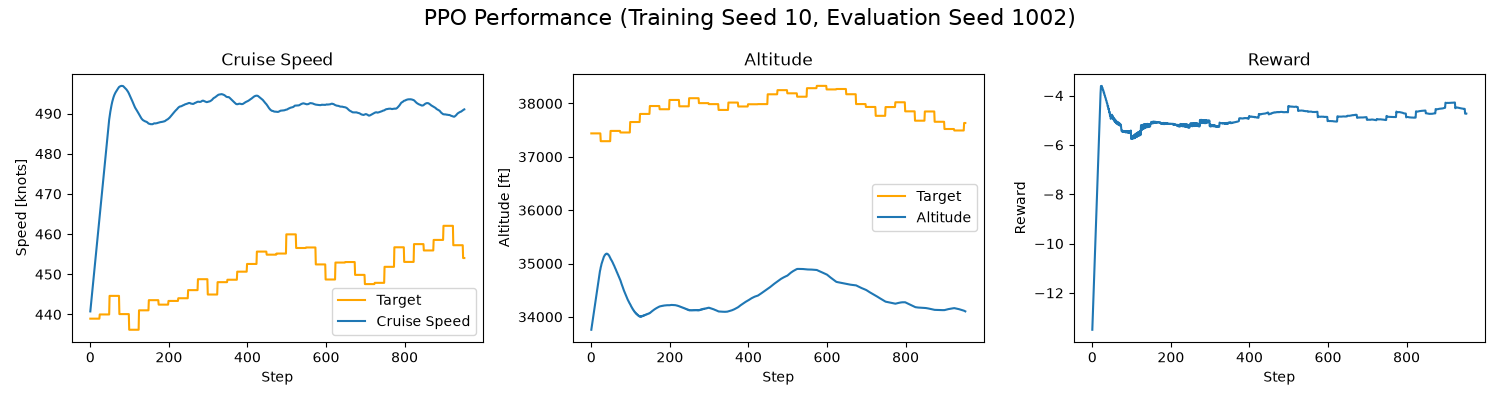 PPO Performance (Training Seed 10, Evaluation Seed 1002)
Cruise Speed
Speed [knots]
490
480
470
460
450
440
0 200 400 600 800
Step
Target
Cruise Speed
Altitude
Altitude [ft]
38000
37000
36000
35000
34000
0 200 400 600 800
Step
Target
Altitude
Reward
Reward
−4
−6
−8
−10
−12
0 200 400 600 800
Step